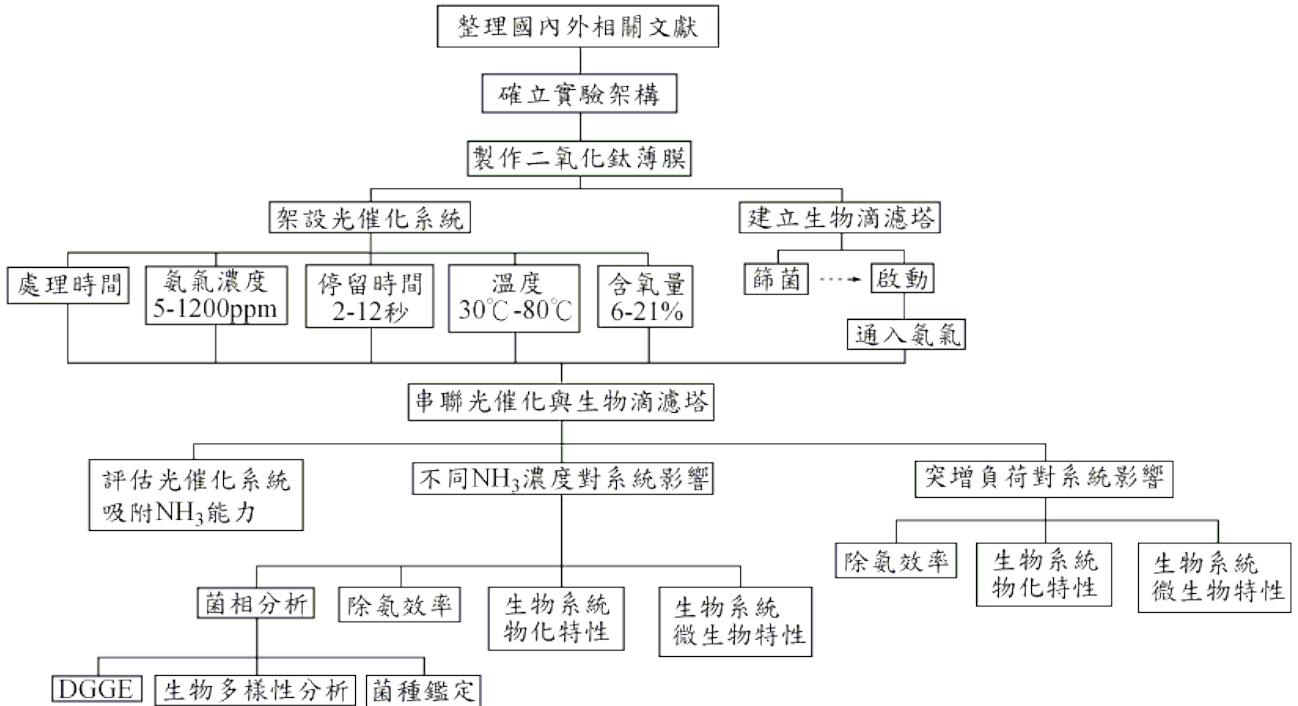 整理國內外相關文獻
確立實驗架構
製作二氧化鈦薄膜
架設光催化系統
建立生物滴濾塔
處理時間
氨氣濃度
5-1200ppm
停留時間
2-12秒
溫度
30℃-80℃
含氧量
6-21%
篩菌
啟動
通入氨氣
串聯光催化與生物滴濾塔
評估光催化系統
吸附NH₃能力
不同NH₃濃度對系統影響
突增負荷對系統影響
菌相分析
除氨效率
生物系統
物化特性
生物系統
微生物特性
除氨效率
生物系統
物化特性
生物系統
微生物特性
DGGE
生物多樣性分析
菌種鑑定